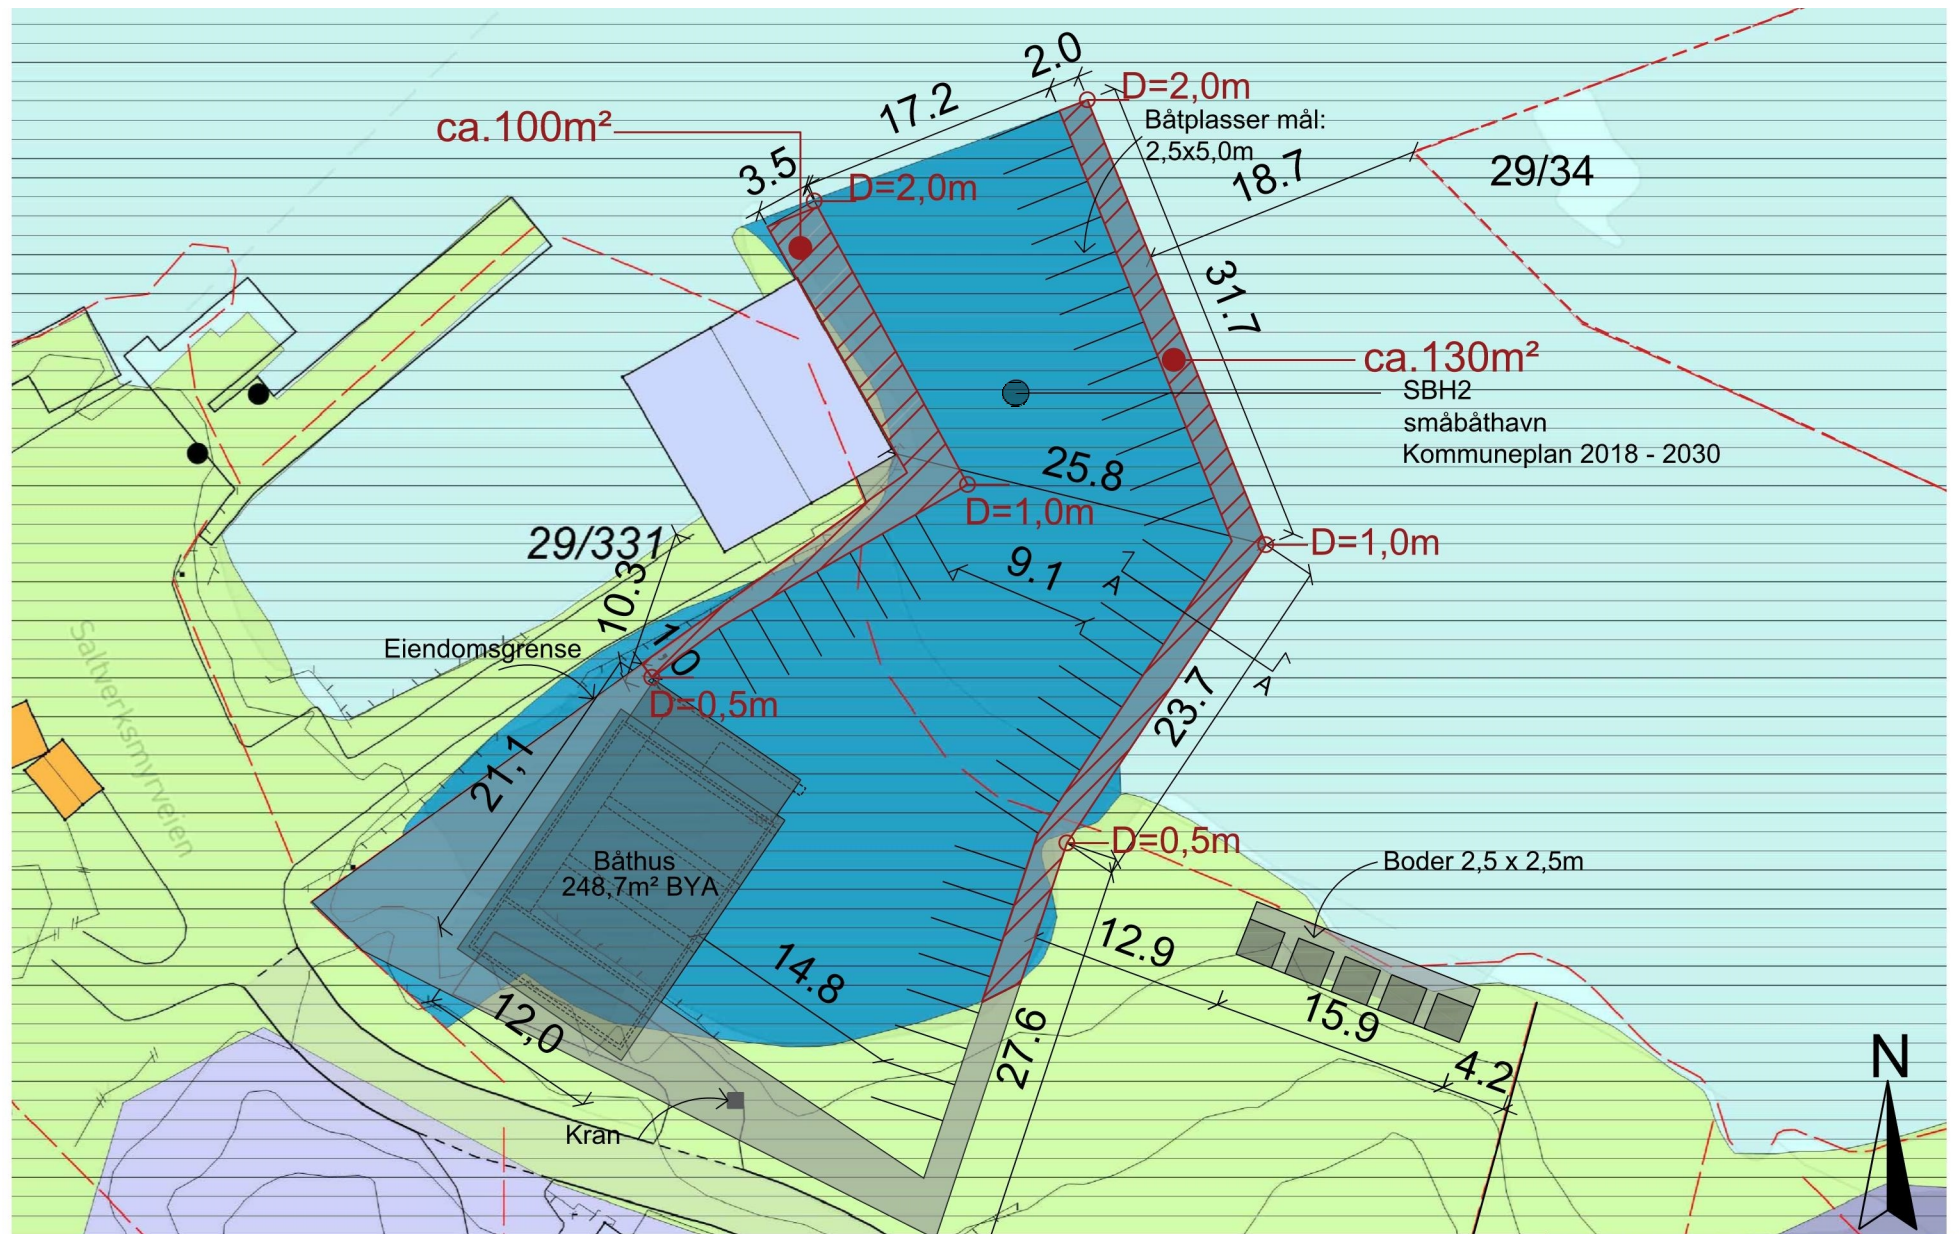 2.0
D=2,0m
17.2
ca.100m²
Båtplasser mål:
2,5x5,0m
3.5
D=2,0m
18.7
29/34
31.7
ca.130m²
SBH2
småbåthavn
Kommuneplan 2018 - 2030
25.8
D=1,0m
D=1,0m
29/331
10.3
9.1
A
Eiendomsgrense
1,0
D=0,5m
A
23.7
Saltverksmyrveien
21,1
D=0,5m
Båthus
248,7m² BYA
Boder 2,5 x 2,5m
12.9
14.8
12,0
15.9
27.6
4.2
N
Kran